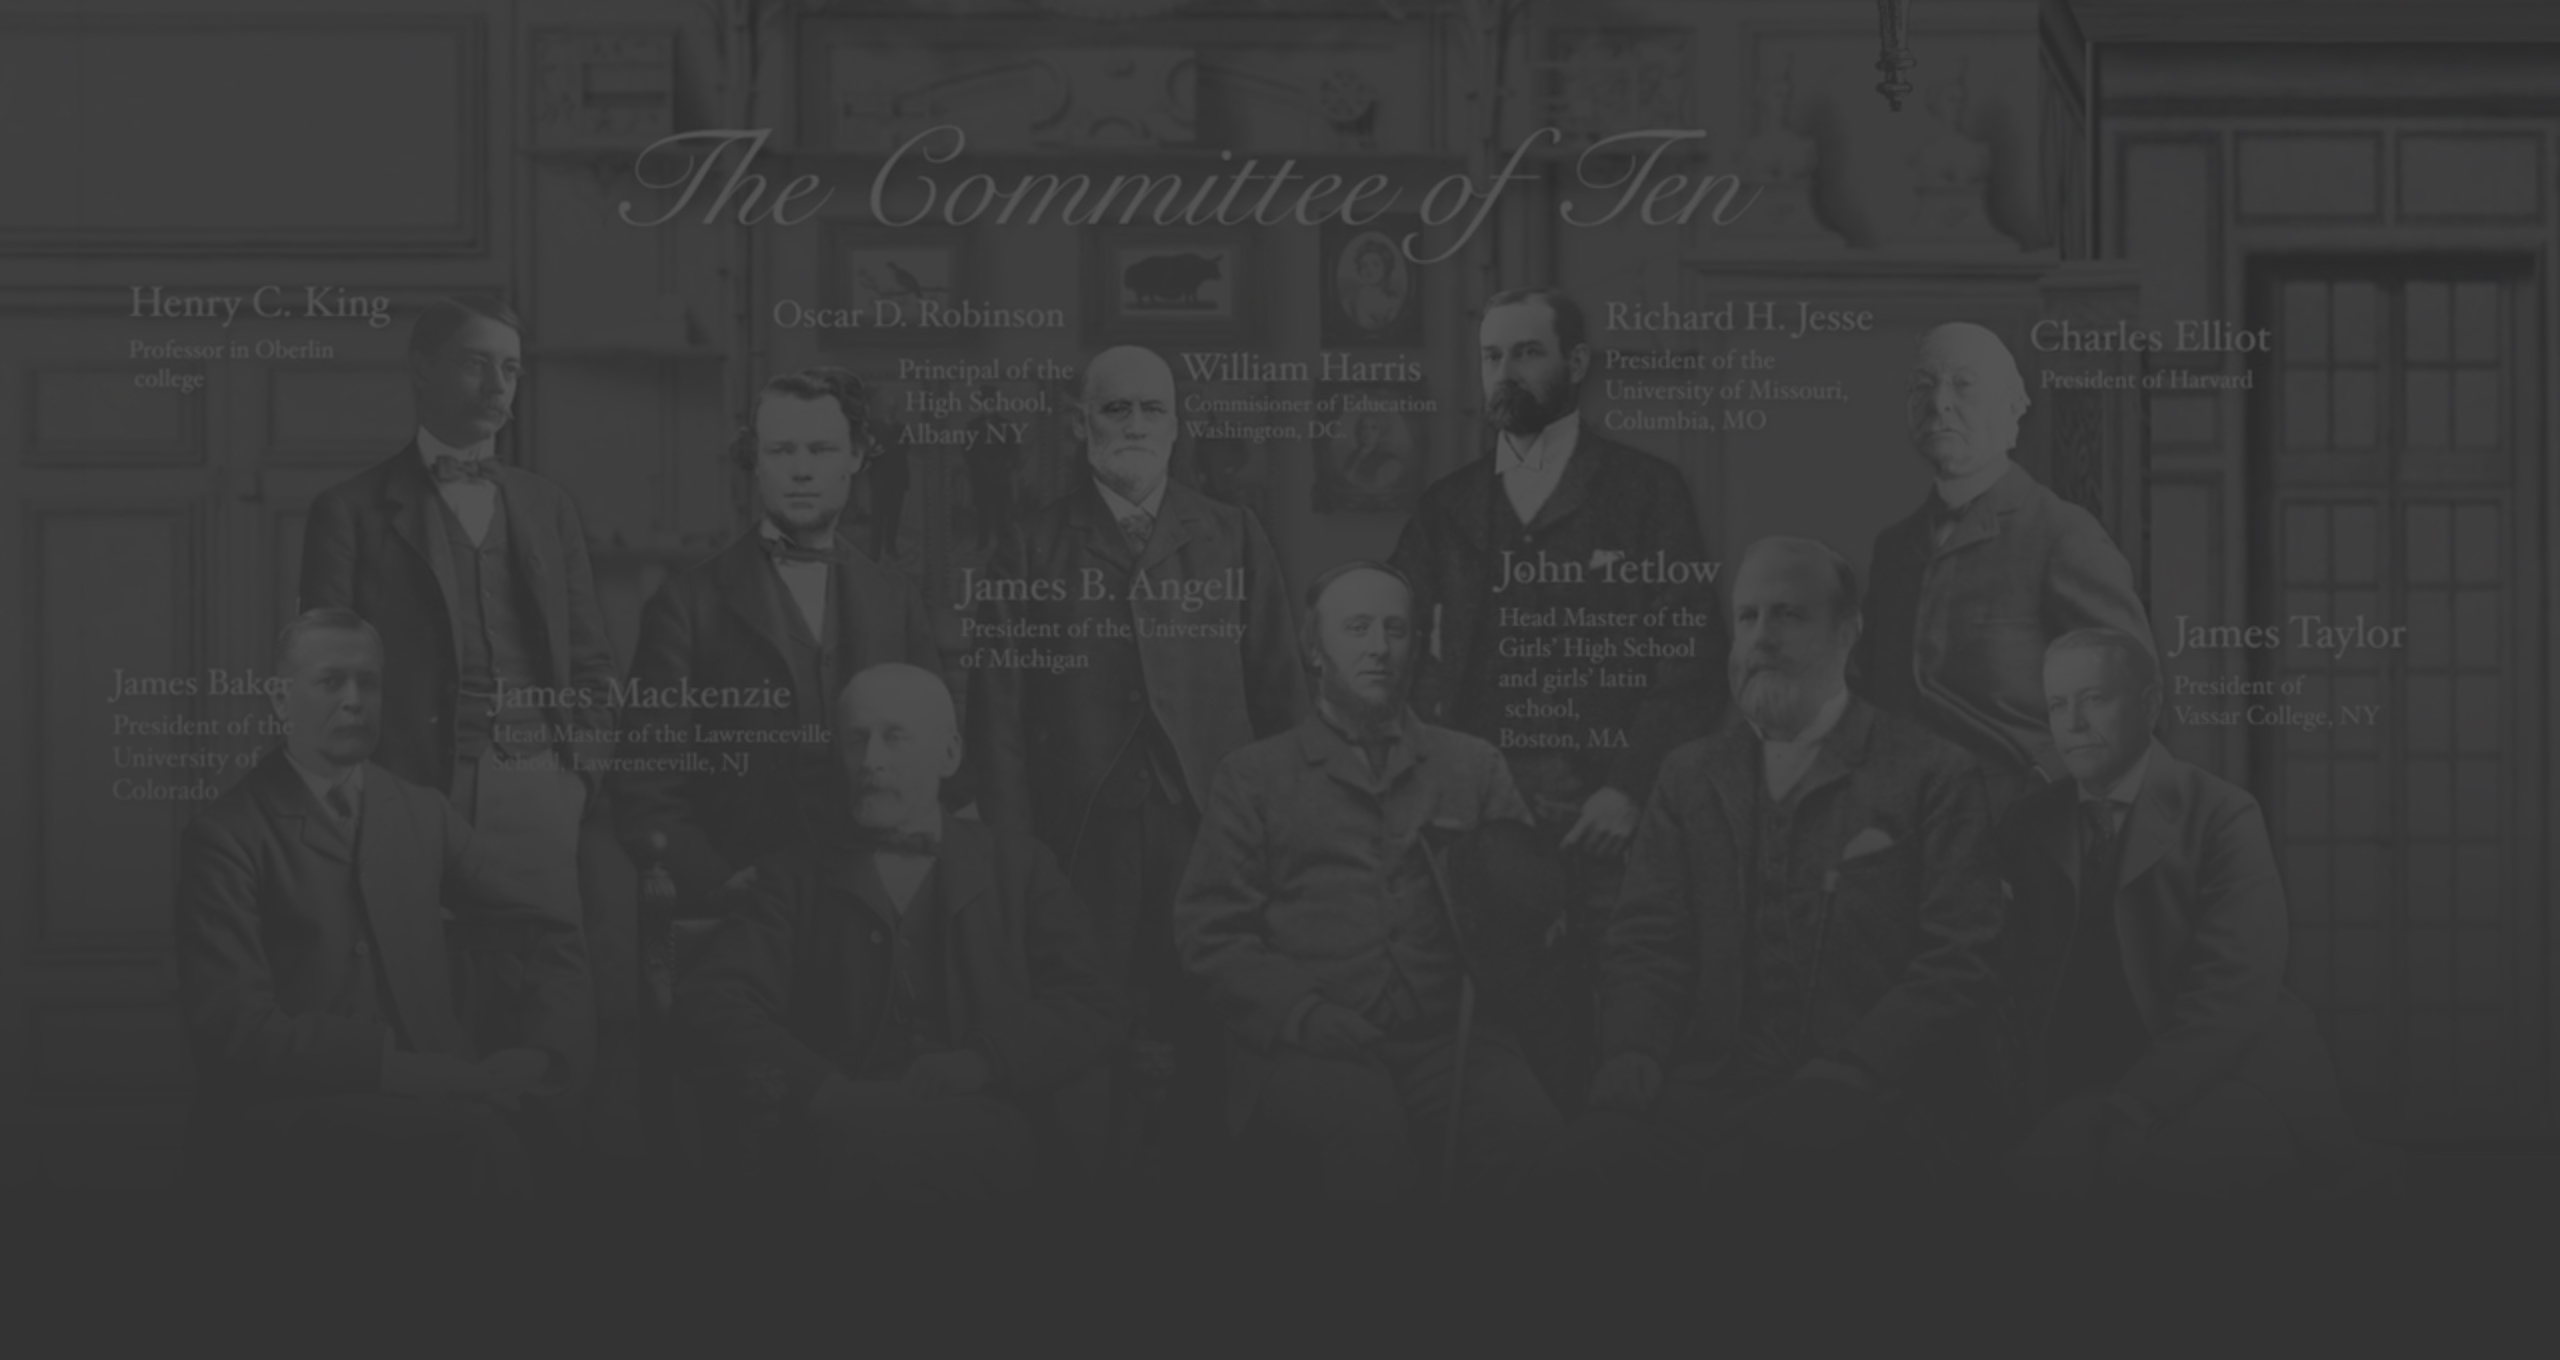 The Committee of Ten
Henry C. King
Professor in Oberlin
college
Oscar D. Robinson
Principal of the
High School,
Albany NY
William Harris
Commisioner of Education
Washington, DC.
Richard H. Jesse
President of the
University of Missouri,
Columbia, MO
Charles Elliot
President of Harvard
James Baker
President of the
University of
Colorado
James Mackenzie
Head Master of the Lawrenceville
School, Lawrenceville, NJ
James B. Angell
President of the University
of Michigan
John Tetlow
Head Master of the
Girls' High School
and girls' latin
school,
Boston, MA
James Taylor
President of
Vassar College, NY